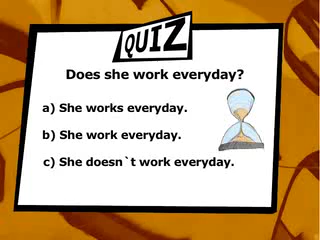 QUIZ
Does she work everyday?
a) She works everyday.
b) She work everyday.
c) She doesn`t work everyday.